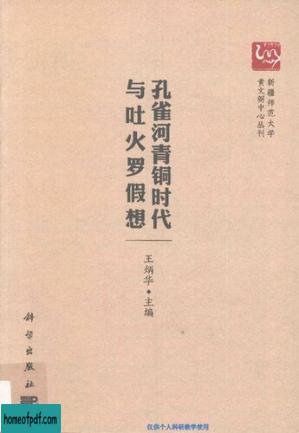 新疆师范大学
黄文弼中心丛刊
孔雀河青铜时代
与吐火罗假想
王炳华·主编
科学出版社
仅供个人科研教学使用
homeofpdf.com